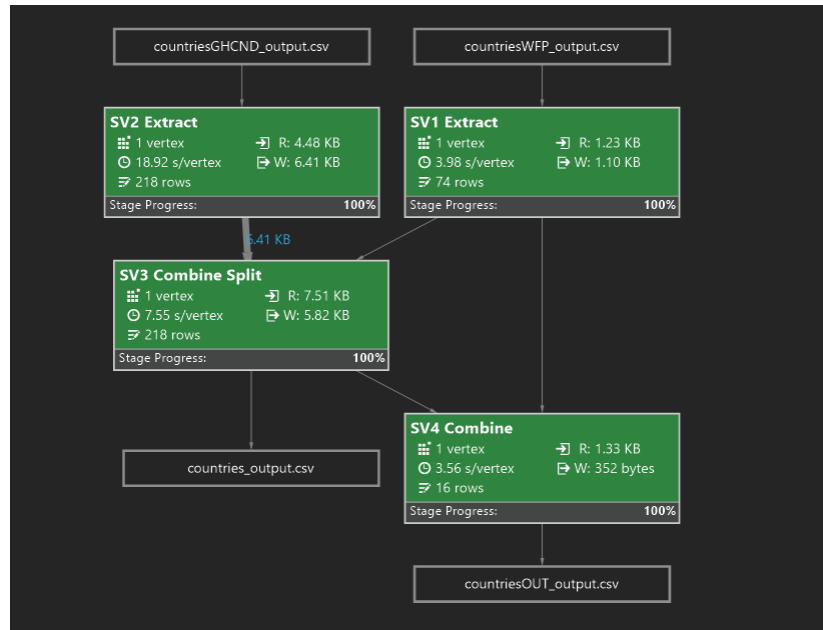 countriesGHCND_output.csv
countriesWFP_output.csv
SV2 Extract
1 vertex
R: 4.48 KB
18.92 s/vertex
W: 6.41 KB
218 rows
Stage Progress:
100%
SV1 Extract
1 vertex
R: 1.23 KB
3.98 s/vertex
W: 1.10 KB
74 rows
Stage Progress:
100%
6.41 KB
SV3 Combine Split
1 vertex
R: 7.51 KB
7.55 s/vertex
W: 5.82 KB
218 rows
Stage Progress:
100%
SV4 Combine
1 vertex
R: 1.33 KB
3.56 s/vertex
W: 352 bytes
16 rows
Stage Progress:
100%
countries_output.csv
countriesOUT_output.csv